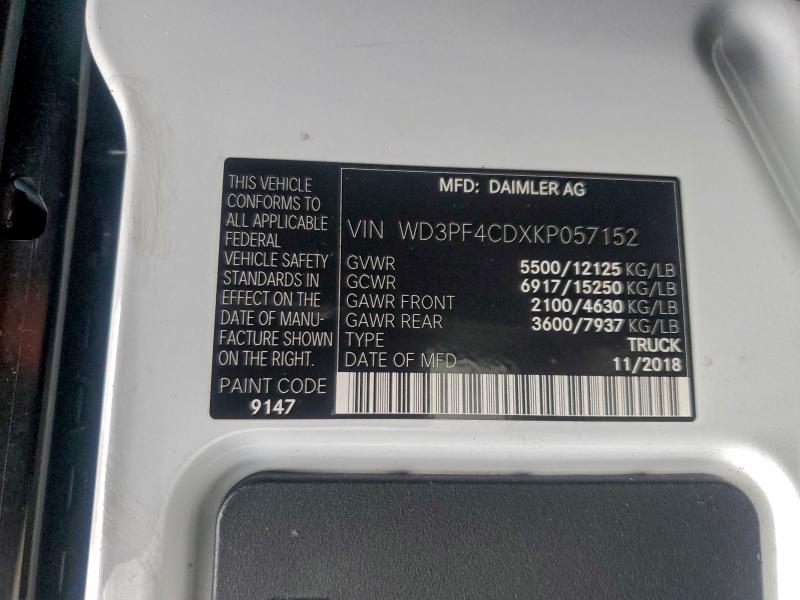 THIS VEHICLE
CONFORMS TO
ALL APPLICABLE
FEDERAL
VEHICLE SAFETY
STANDARDS IN
EFFECT ON THE
DATE OF MANU-
FACTURE SHOWN
ON THE RIGHT.
PAINT CODE
9147
MFD: DAIMLER AG
VIN WD3PF4CDXKP057152
GVWR 5500/12125 KG/LB
GCWR 6917/15250 KG/LB
GAWR FRONT 2100/4630 KG/LB
GAWR REAR 3600/7937 KG/LB
TYPE TRUCK
DATE OF MFD 11/2018